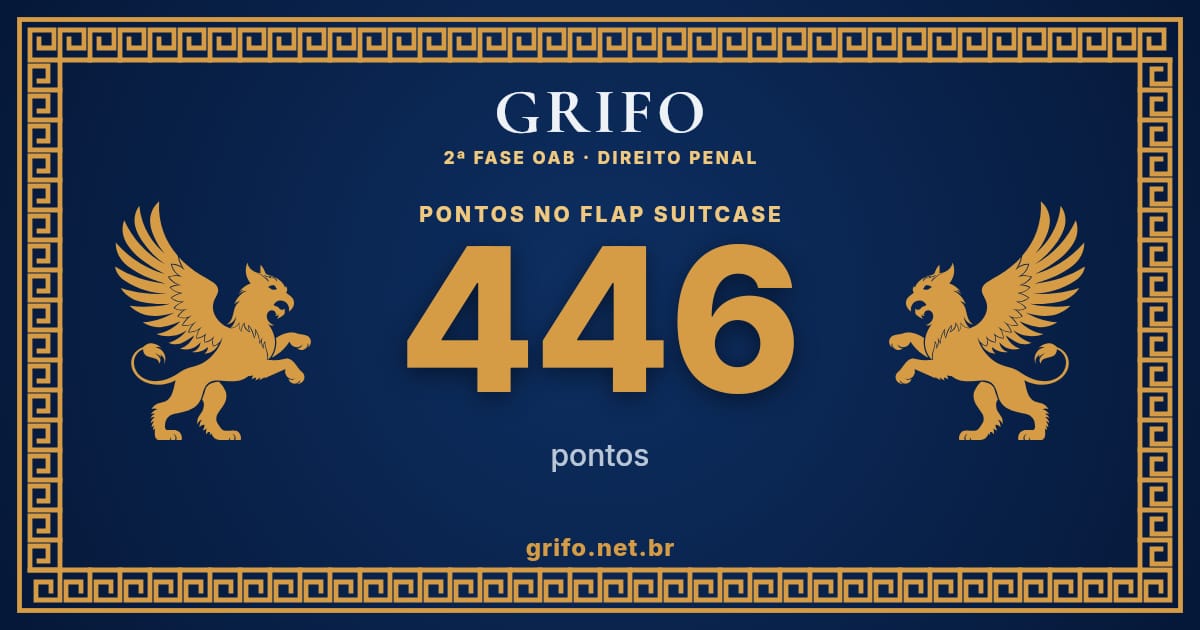 GRIFO
2ª FASE OAB · DIREITO PENAL
PONTOS NO FLAP SUITCASE
446
pontos
grifo.net.br